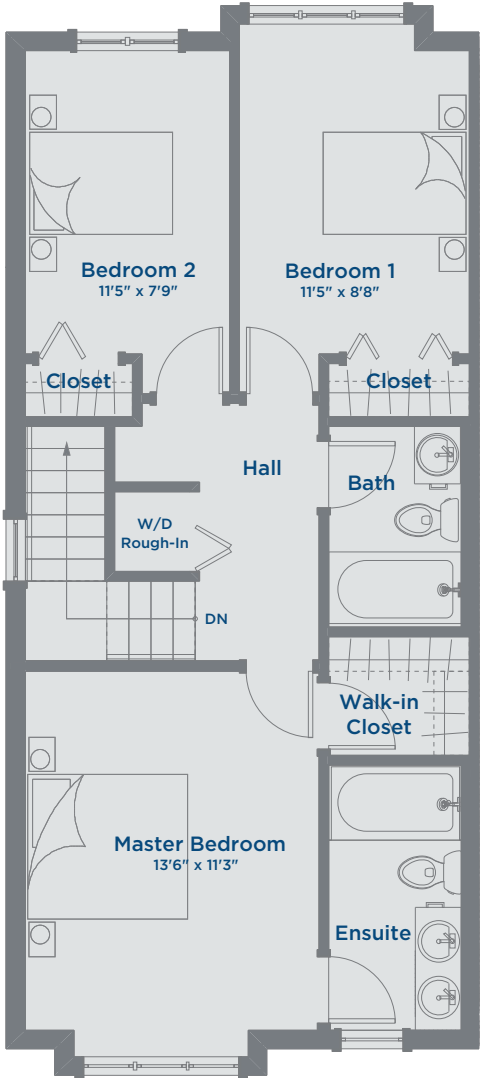 Bedroom 2
11'5" x 7'9"
Bedroom 1
11'5" x 8'8"
Closet
Closet
Hall
Bath
W/D
Rough-In
DN
Walk-in
Closet
Master Bedroom
13'6" x 11'3"
Ensuite